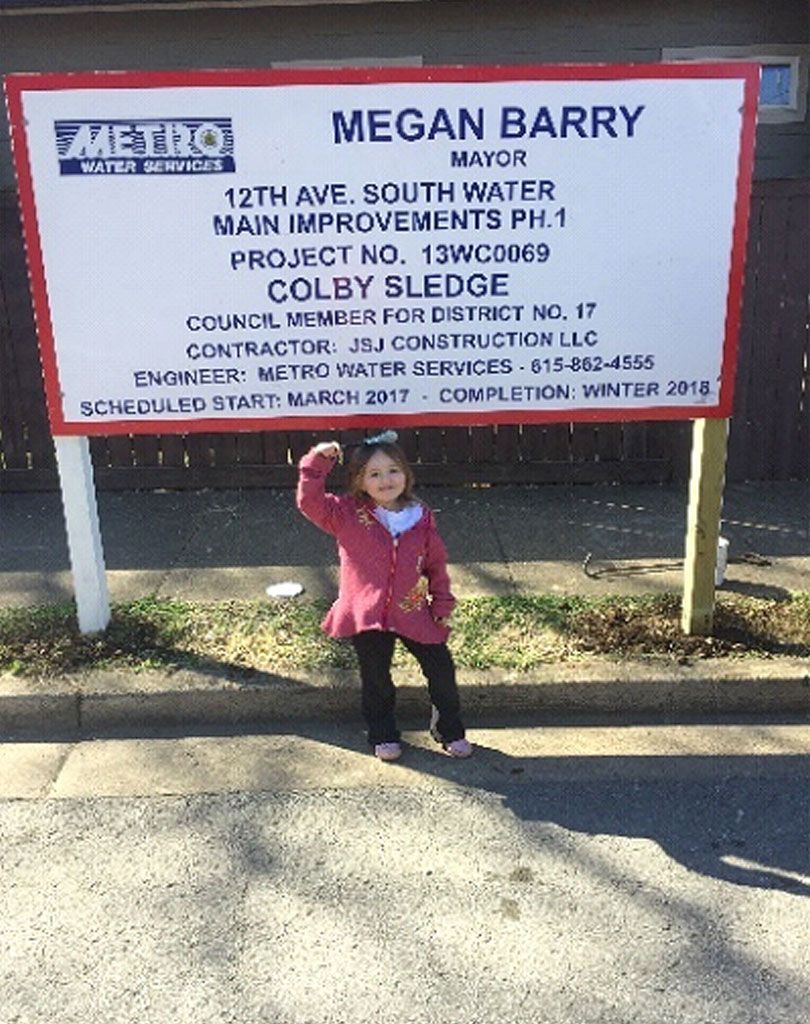 METRO
WATER SERVICES
MEGAN BARRY
MAYOR
12TH AVE. SOUTH WATER
MAIN IMPROVEMENTS PH.1
PROJECT NO. 13WC0069
COLBY SLEDGE
COUNCIL MEMBER FOR DISTRICT NO. 17
CONTRACTOR: JSJ CONSTRUCTION LLC
ENGINEER: METRO WATER SERVICES - 615-862-4555
SCHEDULED START: MARCH 2017 - COMPLETION: WINTER 2018